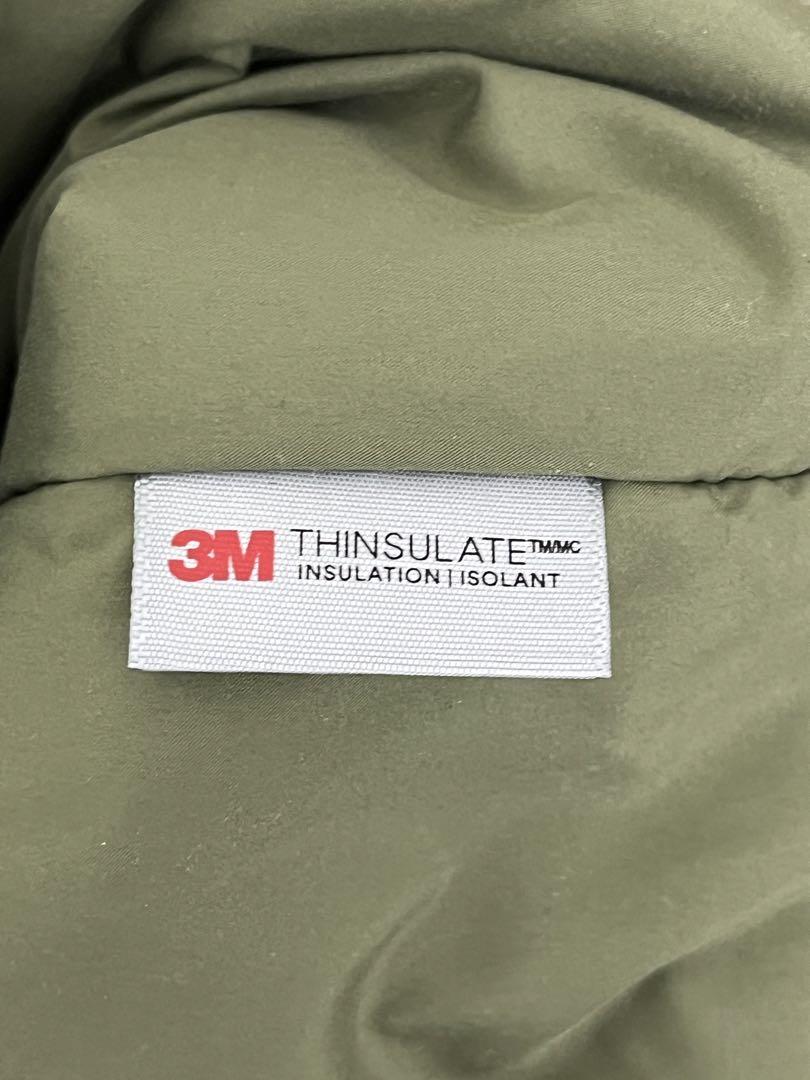 3M THINSULATE™/MC
INSULATION | ISOLANT